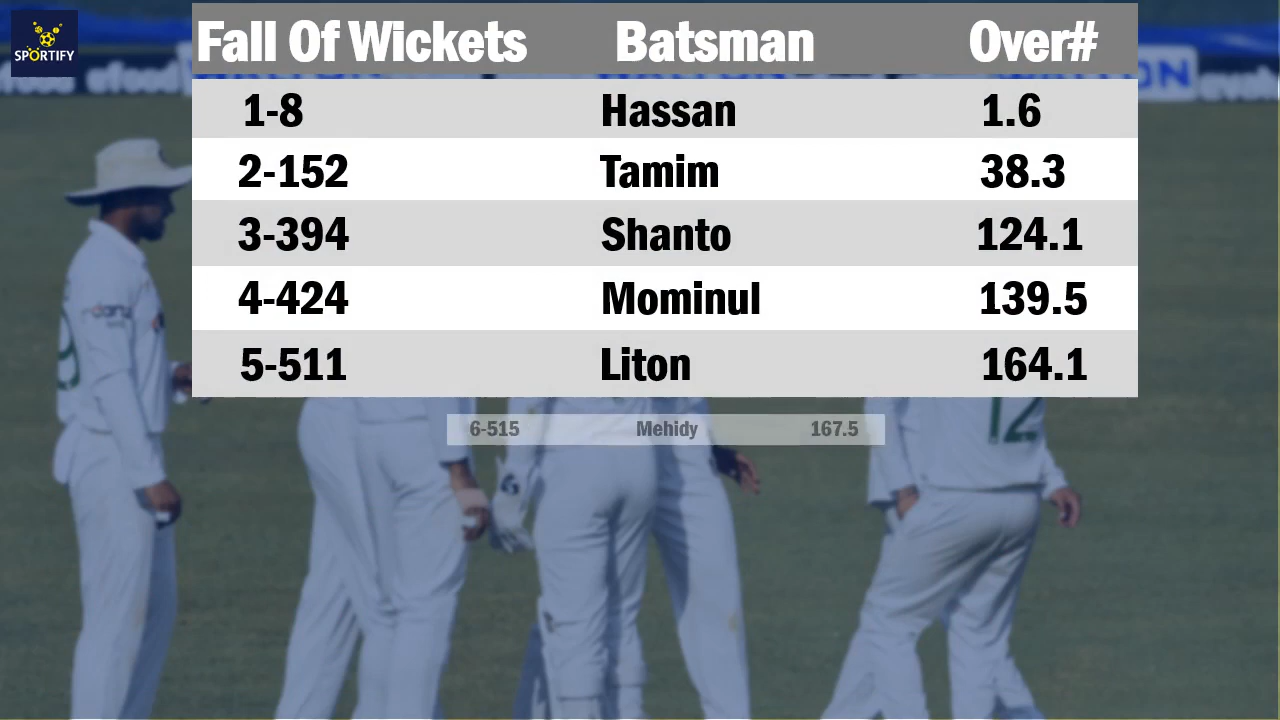 SPORTIFY
Fall Of Wickets Batsman Over#
1-8 Hassan 1.6
2-152 Tamim 38.3
3-394 Shanto 124.1
4-424 Mominul 139.5
5-511 Liton 164.1
6-515 Mehidy 167.5
12